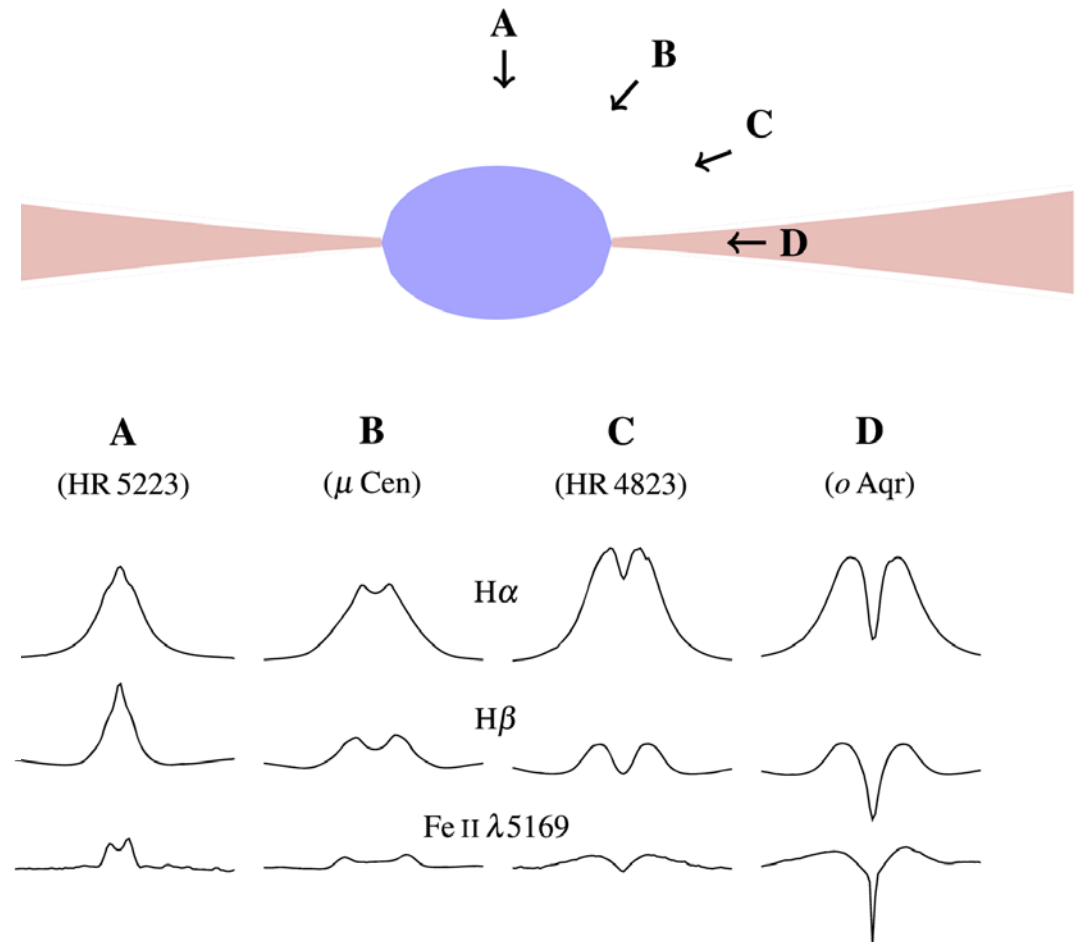 A
B
C
D
A B C D
(HR 5223) (μ Cen) (HR 4823) (o Aqr)
Hα
Hβ
Fe II λ5169